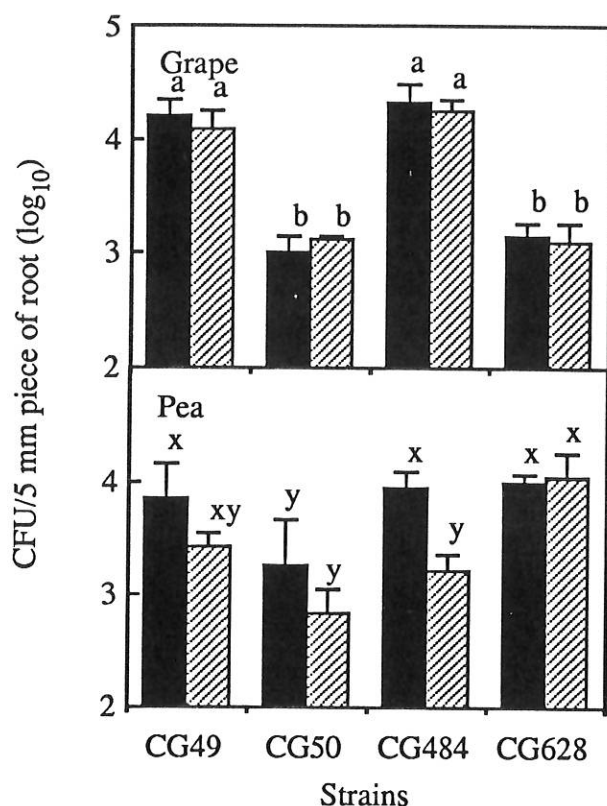 CFU/5 mm piece of root (log10)
5
4
3
2
Grape
a a
b b
a a
b b
4
3
2
Pea
x xy
y y
x y
x x
CG49 CG50 CG484 CG628
Strains